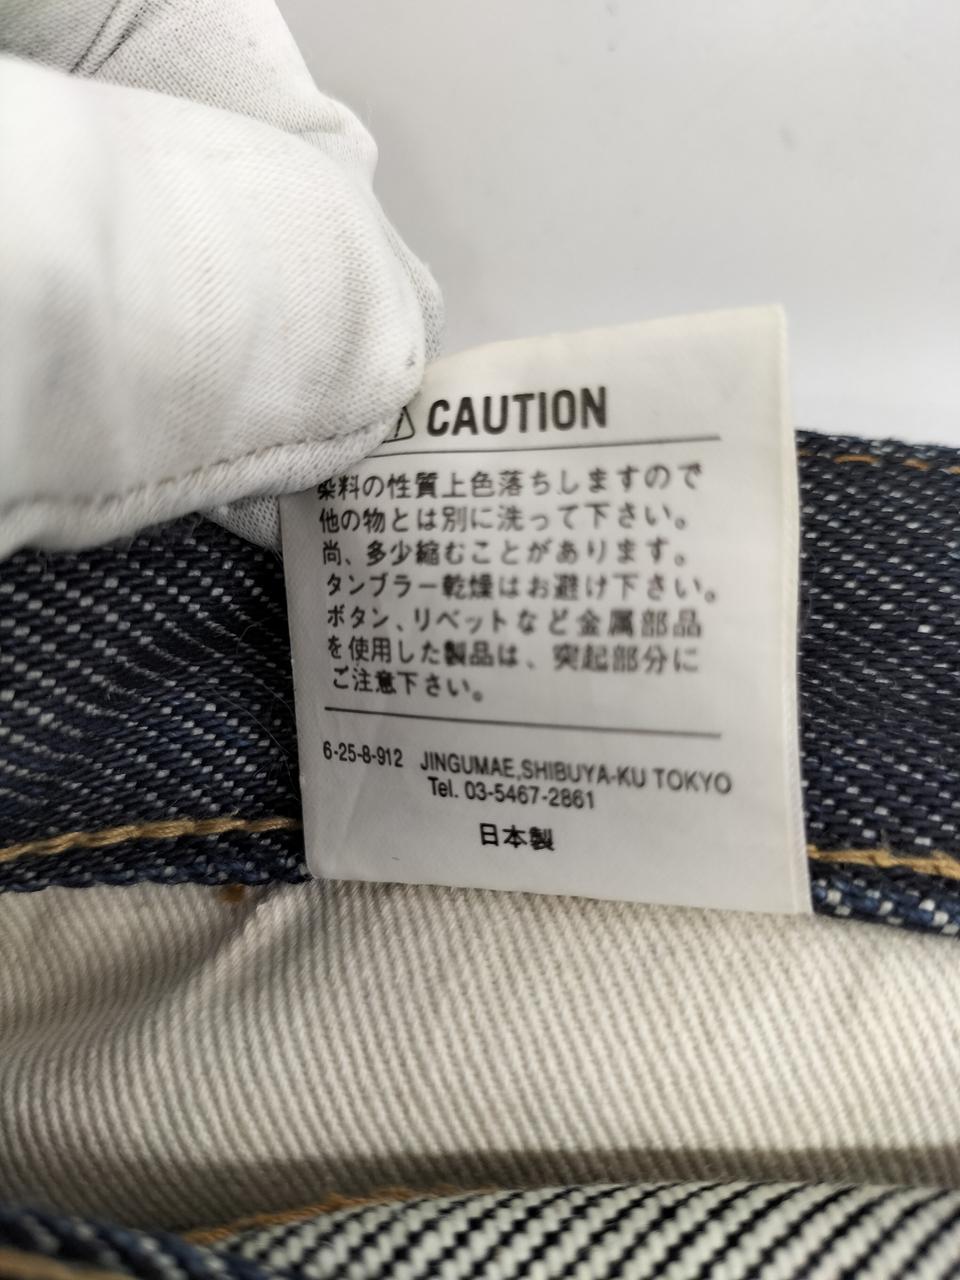 CAUTION
染料の性質上色落ちしますので
他の物とは別に洗って下さい。
尚、多少縮むことがあります。
タンブラー乾燥はお避け下さい。
ボタン、リベットなど金属部品
を使用した製品は、突起部分に
ご注意下さい。
6-25-8-912 JINGUMAE,SHIBUYA-KU TOKYO
Tel. 03-5467-2861
日本製